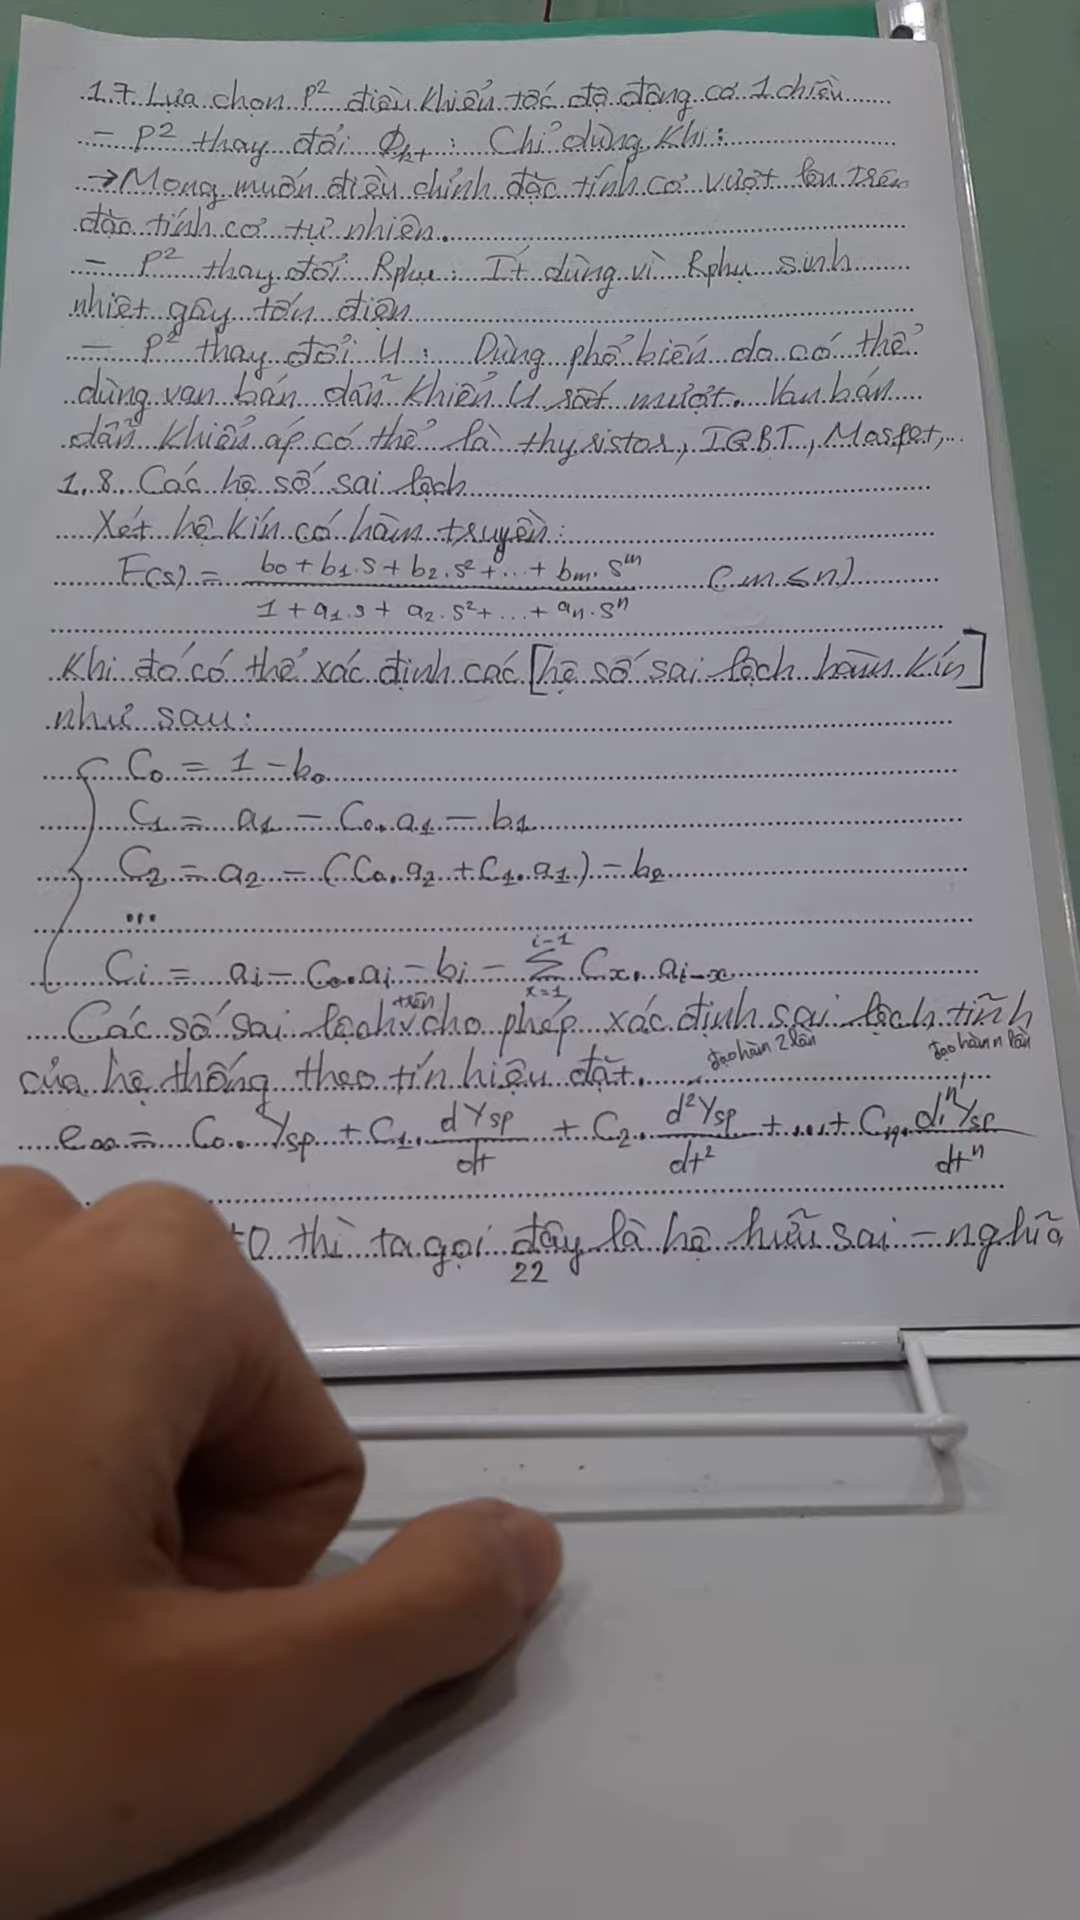 1.7. Lựa chọn P² điều khiển tốc độ động cơ 1 chiều
- P² thay đổi Φkt : Chỉ dùng khi:
→ Mong muốn điều chỉnh đặc tính cơ vượt lên trên
đặc tính cơ tự nhiên.
- P² thay đổi Rphụ: Ít dùng vì Rphụ sinh
nhiệt gây tốn điện
- P² thay đổi U: Dùng phổ biến do có thể
dùng van bán dẫn khiển U rất mượt. Van bán
dẫn khiển áp có thể là thyristor, IGBT, Mosfet,...
1.8. Các hệ số sai lệch
Xét hệ kín có hàm truyền:
F(s) = (b0 + b1.s + b2.s² + ... + bm.s^m) / (1 + a1.s + a2.s² + ... + an.s^n) (m ≤ n)
Khi đó có thể xác định các [hệ số sai lệch hàm kín]
như sau:
C0 = 1 - b0
C1 = a1 - C0.a1 - b1
C2 = a2 - (C0.a2 + C1.a1) - b2
...
Ci = ai - C0.ai - bi - Σ_{x=1}^{i-1} Cx.ai-x
Các số sai lệch trên cho phép xác định sai lệch tĩnh
của hệ thống theo tín hiệu đặt. đạo hàm 2 lần đạo hàm n lần
e∞ = C0.Ysp + C1.dYsp/dt + C2.d²Ysp/dt² + ... + Cn.d^nYsp/dt^n
0 thì ta gọi đây là hệ hữu sai - nghĩa
22